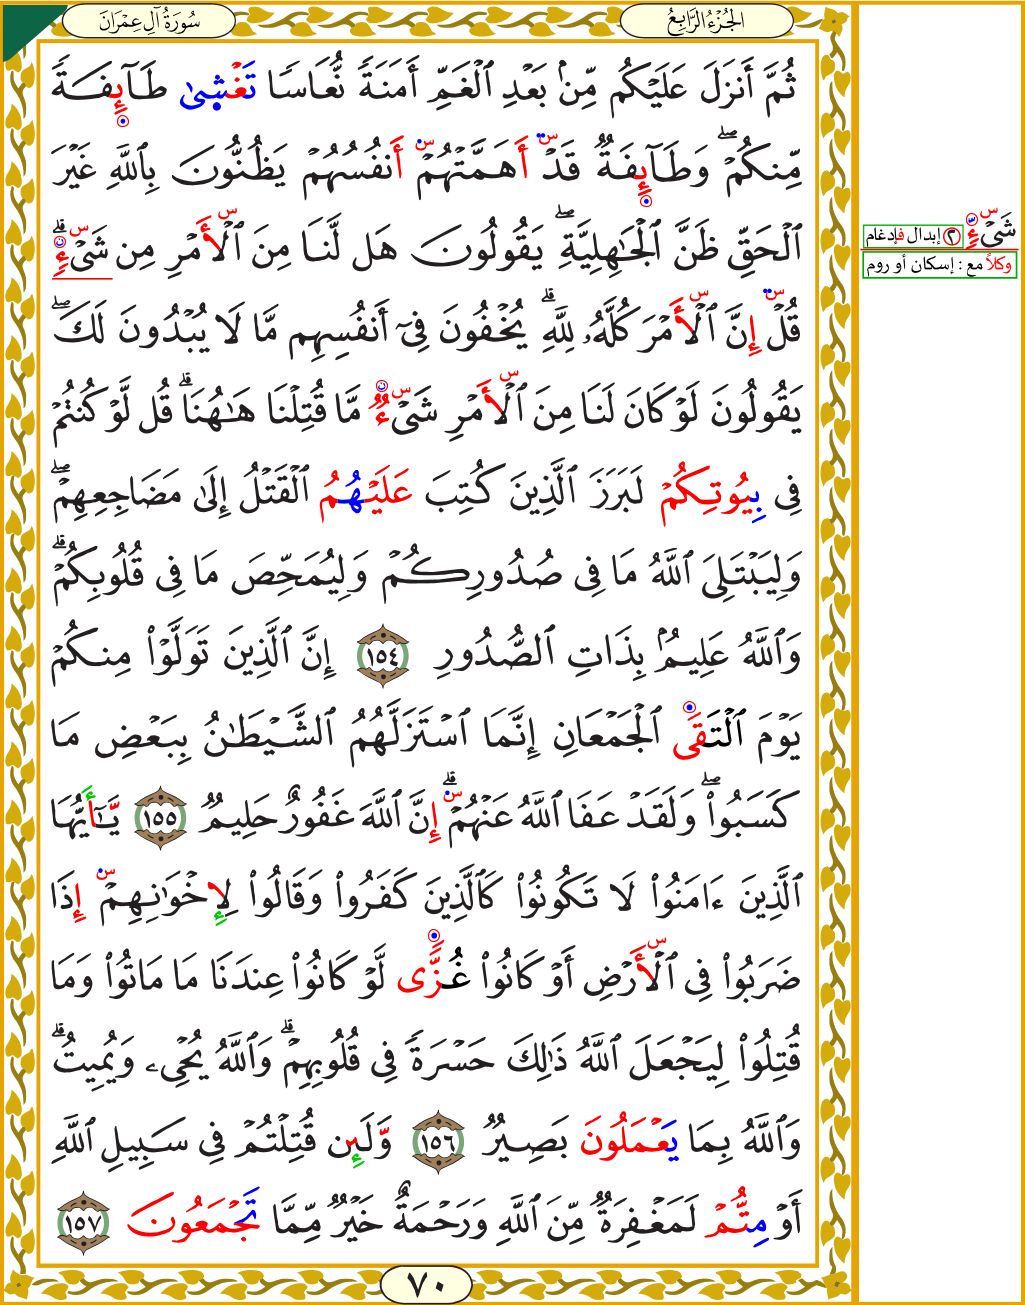 سُورَةُ آلِ عِمْرَانَ
الجُزْءُ الرَّابِعُ
ثُمَّ أَنزَلَ عَلَيْكُم مِّنۢ بَعْدِ ٱلْغَمِّ أَمَنَةً نُّعَاسًا تَغْشِىٰ طَآئِفَةً
مِّنكُمْ ۖ وَطَآئِفَةٌ قَدْ أَهَمَّتْهُمْ أَنفُسُهُمْ يَظُنُّونَ بِٱللَّهِ غَيْرَ
ٱلْحَقِّ ظَنَّ ٱلْجَٰهِلِيَّةِ ۖ يَقُولُونَ هَل لَّنَا مِنَ ٱلْأَمْرِ مِن شَىْءٍ ۗ
قُلْ إِنَّ ٱلْأَمْرَ كُلَّهُۥ لِلَّهِ ۗ يُخْفُونَ فِىٓ أَنفُسِهِم مَّا لَا يُبْدُونَ لَكَ ۖ
يَقُولُونَ لَوْ كَانَ لَنَا مِنَ ٱلْأَمْرِ شَىْءٌ مَّا قُتِلْنَا هَٰهُنَا ۗ قُل لَّوْ كُنتُمْ
فِى بِيُوتِكُمْ لَبَرَزَ ٱلَّذِينَ كُتِبَ عَلَيْهُمُ ٱلْقَتْلُ إِلَىٰ مَضَاجِعِهِمْ ۖ
وَلِيَبْتَلِىَ ٱللَّهُ مَا فِى صُدُورِكُمْ وَلِيُمَحِّصَ مَا فِى قُلُوبِكُمْ ۗ
وَٱللَّهُ عَلِيمٌۢ بِذَاتِ ٱلصُّدُورِ ١٥٤ إِنَّ ٱلَّذِينَ تَوَلَّوْا۟ مِنكُمْ
يَوْمَ ٱلْتَقَى ٱلْجَمْعَانِ إِنَّمَا ٱسْتَزَلَّهُمُ ٱلشَّيْطَٰنُ بِبَعْضِ مَا
كَسَبُوا۟ ۖ وَلَقَدْ عَفَا ٱللَّهُ عَنْهُمْ ۗ إِنَّ ٱللَّهَ غَفُورٌ حَلِيمٌ ١٥٥ يَٰٓأَيُّهَا
ٱلَّذِينَ ءَامَنُوا۟ لَا تَكُونُوا۟ كَٱلَّذِينَ كَفَرُوا۟ وَقَالُوا۟ لِإِخْوَٰنِهِمْ إِذَا
ضَرَبُوا۟ فِى ٱلْأَرْضِ أَوْ كَانُوا۟ غُزًّى لَّوْ كَانُوا۟ عِندَنَا مَا مَاتُوا۟ وَمَا
قُتِلُوا۟ لِيَجْعَلَ ٱللَّهُ ذَٰلِكَ حَسْرَةً فِى قُلُوبِهِمْ ۗ وَٱللَّهُ يُحْىِۦ وَيُمِيتُ ۗ
وَٱللَّهُ بِمَا يَعْمَلُونَ بَصِيرٌ ١٥٦ وَلَئِن قُتِلْتُمْ فِى سَبِيلِ ٱللَّهِ
أَوْ مِتُّمْ لَمَغْفِرَةٌ مِّنَ ٱللَّهِ وَرَحْمَةٌ خَيْرٌ مِّمَّا تَجْمَعُونَ ١٥٧
شَىْءٍ ٢ إبدال فإدغام
وكلاً مع : إسكان أو روم
٧٠